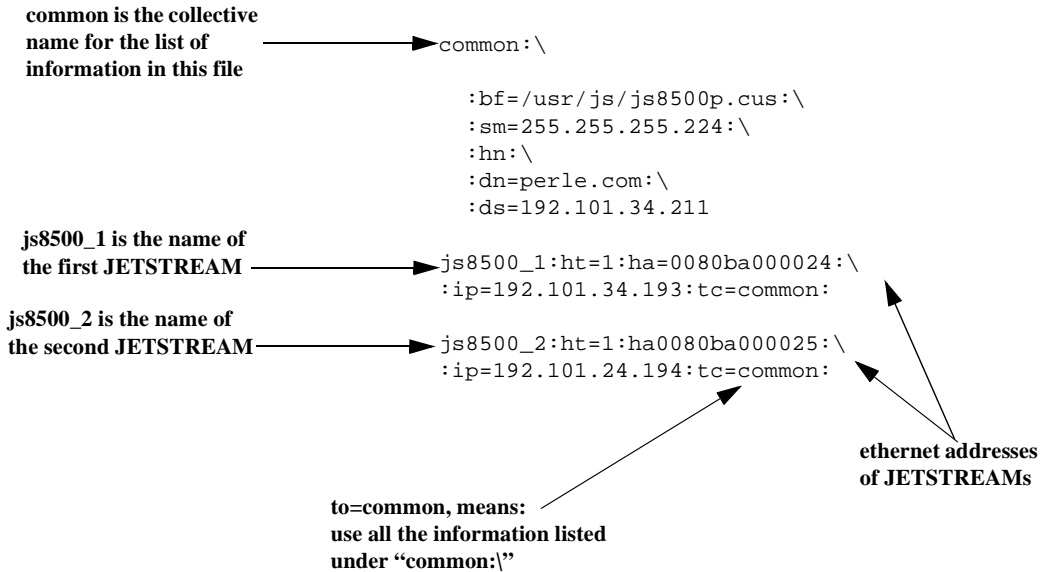 common is the collective
name for the list of
information in this file
common:\
:bf=/usr/js/js8500p.cus:\
:sm=255.255.255.224:\
:hn:\
:dn=perle.com:\
:ds=192.101.34.211
js8500_1 is the name of
the first JETSTREAM
js8500_1:ht=1:ha=0080ba000024:\
:ip=192.101.34.193:tc=common:
js8500_2 is the name of
the second JETSTREAM
js8500_2:ht=1:ha0080ba000025:\
:ip=192.101.24.194:tc=common:
ethernet addresses
of JETSTREAMs
to=common, means:
use all the information listed
under “common:\”